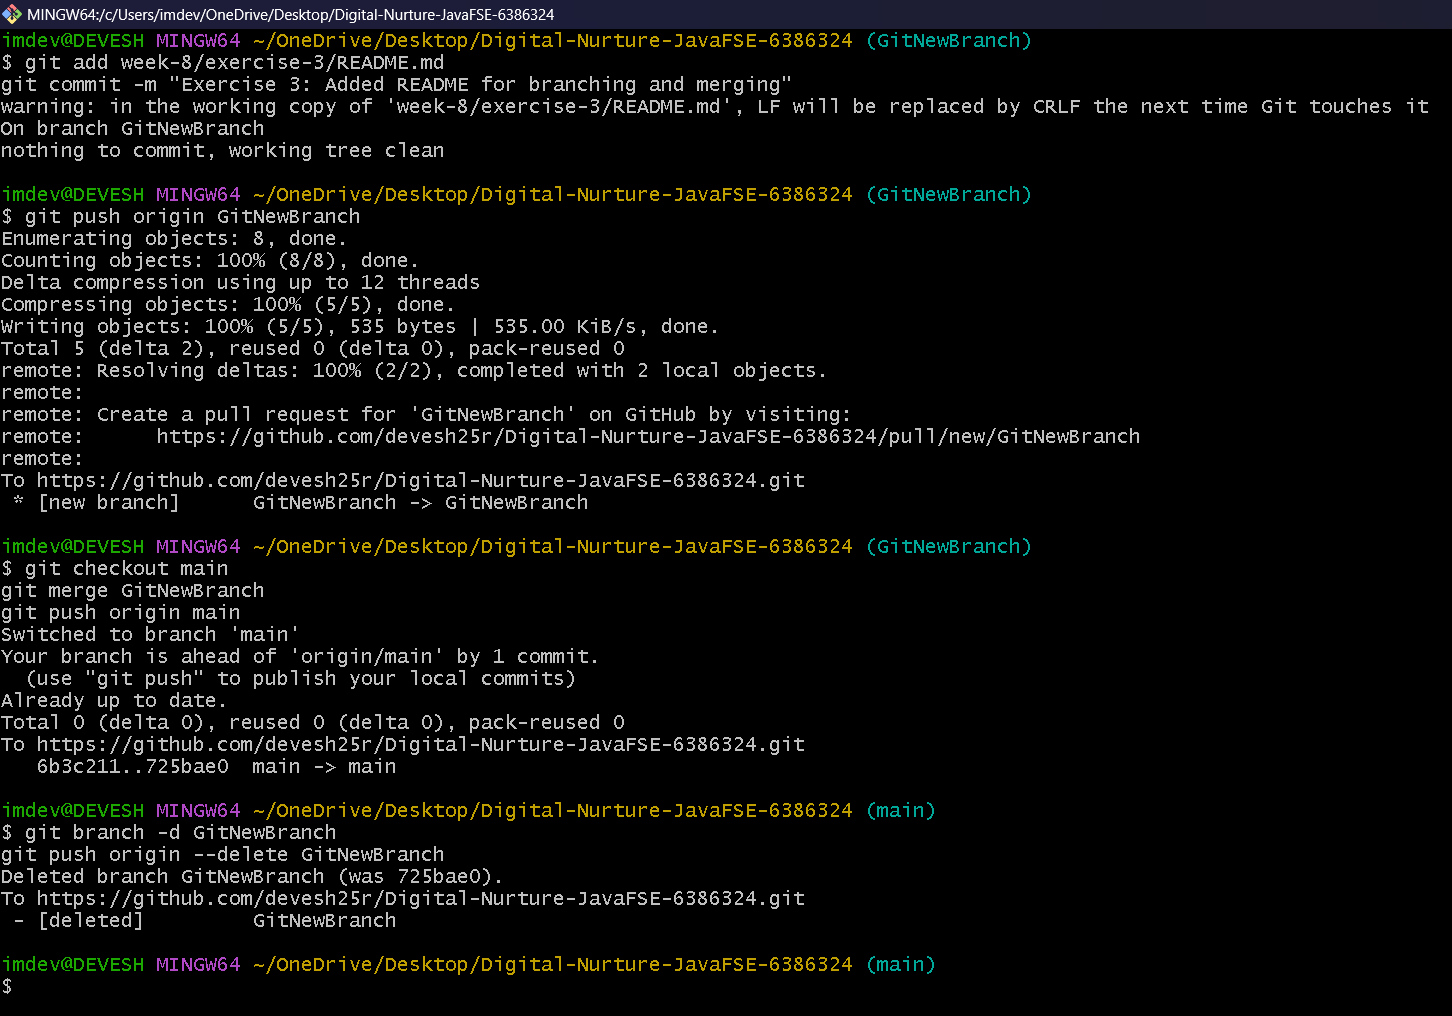 MINGW64:/c/Users/imdev/OneDrive/Desktop/Digital-Nurture-JavaFSE-6386324
imdev@DEVESH MINGW64 ~/OneDrive/Desktop/Digital-Nurture-JavaFSE-6386324 (GitNewBranch)
$ git add week-8/exercise-3/README.md
git commit -m "Exercise 3: Added README for branching and merging"
warning: in the working copy of 'week-8/exercise-3/README.md', LF will be replaced by CRLF the next time Git touches it
On branch GitNewBranch
nothing to commit, working tree clean
imdev@DEVESH MINGW64 ~/OneDrive/Desktop/Digital-Nurture-JavaFSE-6386324 (GitNewBranch)
$ git push origin GitNewBranch
Enumerating objects: 8, done.
Counting objects: 100% (8/8), done.
Delta compression using up to 12 threads
Compressing objects: 100% (5/5), done.
Writing objects: 100% (5/5), 535 bytes | 535.00 KiB/s, done.
Total 5 (delta 2), reused 0 (delta 0), pack-reused 0
remote: Resolving deltas: 100% (2/2), completed with 2 local objects.
remote:
remote: Create a pull request for 'GitNewBranch' on GitHub by visiting:
remote:      https://github.com/devesh25r/Digital-Nurture-JavaFSE-6386324/pull/new/GitNewBranch
remote:
To https://github.com/devesh25r/Digital-Nurture-JavaFSE-6386324.git
 * [new branch]      GitNewBranch -> GitNewBranch
imdev@DEVESH MINGW64 ~/OneDrive/Desktop/Digital-Nurture-JavaFSE-6386324 (GitNewBranch)
$ git checkout main
git merge GitNewBranch
git push origin main
Switched to branch 'main'
Your branch is ahead of 'origin/main' by 1 commit.
  (use "git push" to publish your local commits)
Already up to date.
Total 0 (delta 0), reused 0 (delta 0), pack-reused 0
To https://github.com/devesh25r/Digital-Nurture-JavaFSE-6386324.git
   6b3c211..725bae0  main -> main
imdev@DEVESH MINGW64 ~/OneDrive/Desktop/Digital-Nurture-JavaFSE-6386324 (main)
$ git branch -d GitNewBranch
git push origin --delete GitNewBranch
Deleted branch GitNewBranch (was 725bae0).
To https://github.com/devesh25r/Digital-Nurture-JavaFSE-6386324.git
 - [deleted]         GitNewBranch
imdev@DEVESH MINGW64 ~/OneDrive/Desktop/Digital-Nurture-JavaFSE-6386324 (main)
$